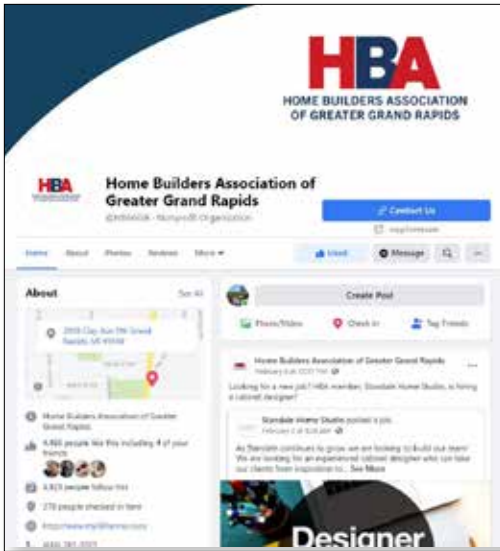 HBA
HOME BUILDERS ASSOCIATION
OF GREATER GRAND RAPIDS
HBA
Home Builders Association of
Greater Grand Rapids
Nonprofit Organization
Contact Us
Home About Photos Reviews More
Liked Message
About See All
Create Post
Photo/Video Check in Tag Friends
Home Builders Association of Greater Grand Rapids
Looking for a new job? HBA member, Standale Home Studio, is hiring
a cabinet designer!
Standale Home Studio posted a job.
As Standale continues to grow we are looking to build our team!
We are looking for an experienced cabinet designer who can take
our clients from inspiration to... See More
Home Builders Association of Greater
Grand Rapids
people like this including 4 of your
friends
people follow this
278 people checked in here
Designer